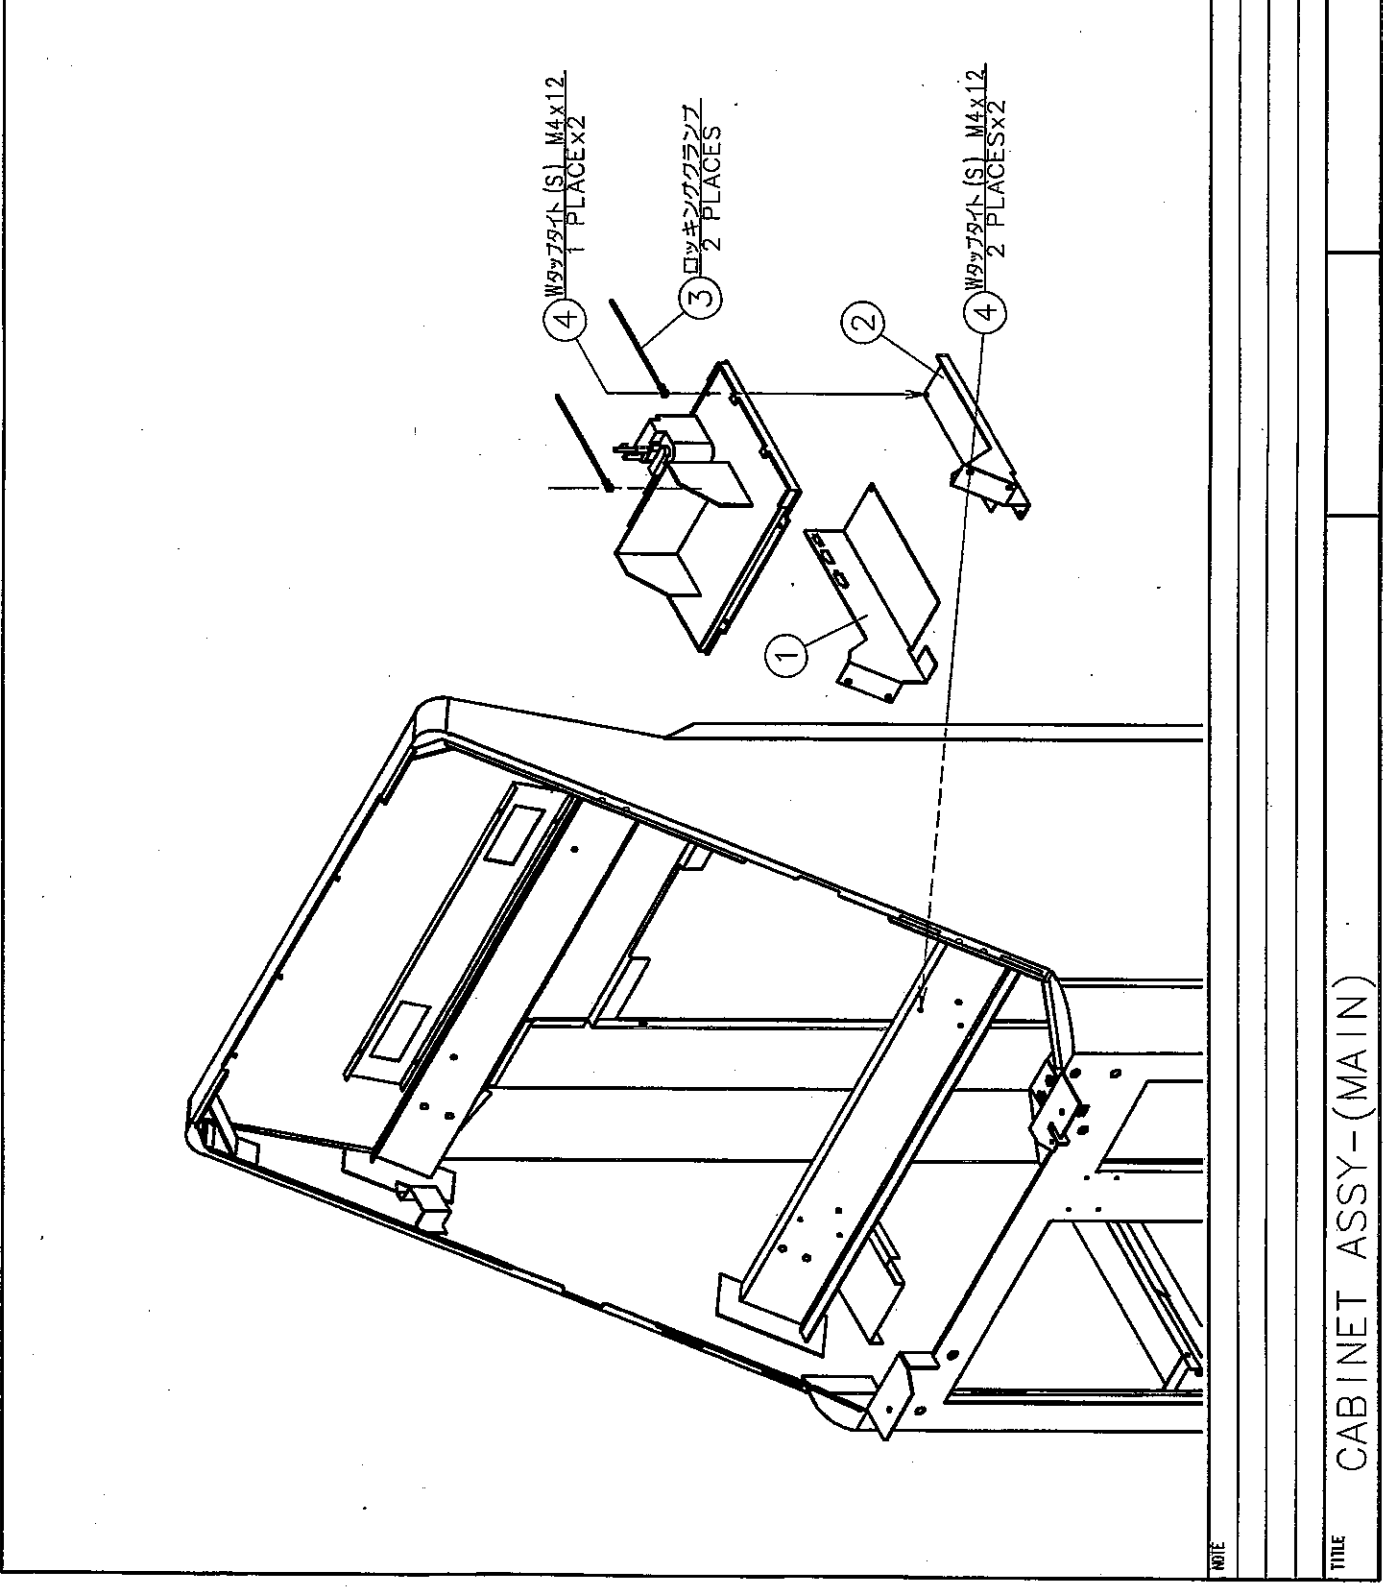 Wタップタイト(S) M4x12
1 PLACEx2
4
ロッキングクランプ
2 PLACES
3
2
Wタップタイト(S) M4x12
2 PLACESx2
4
1
NOTE
TITLE
CABINET ASSY-(MAIN)